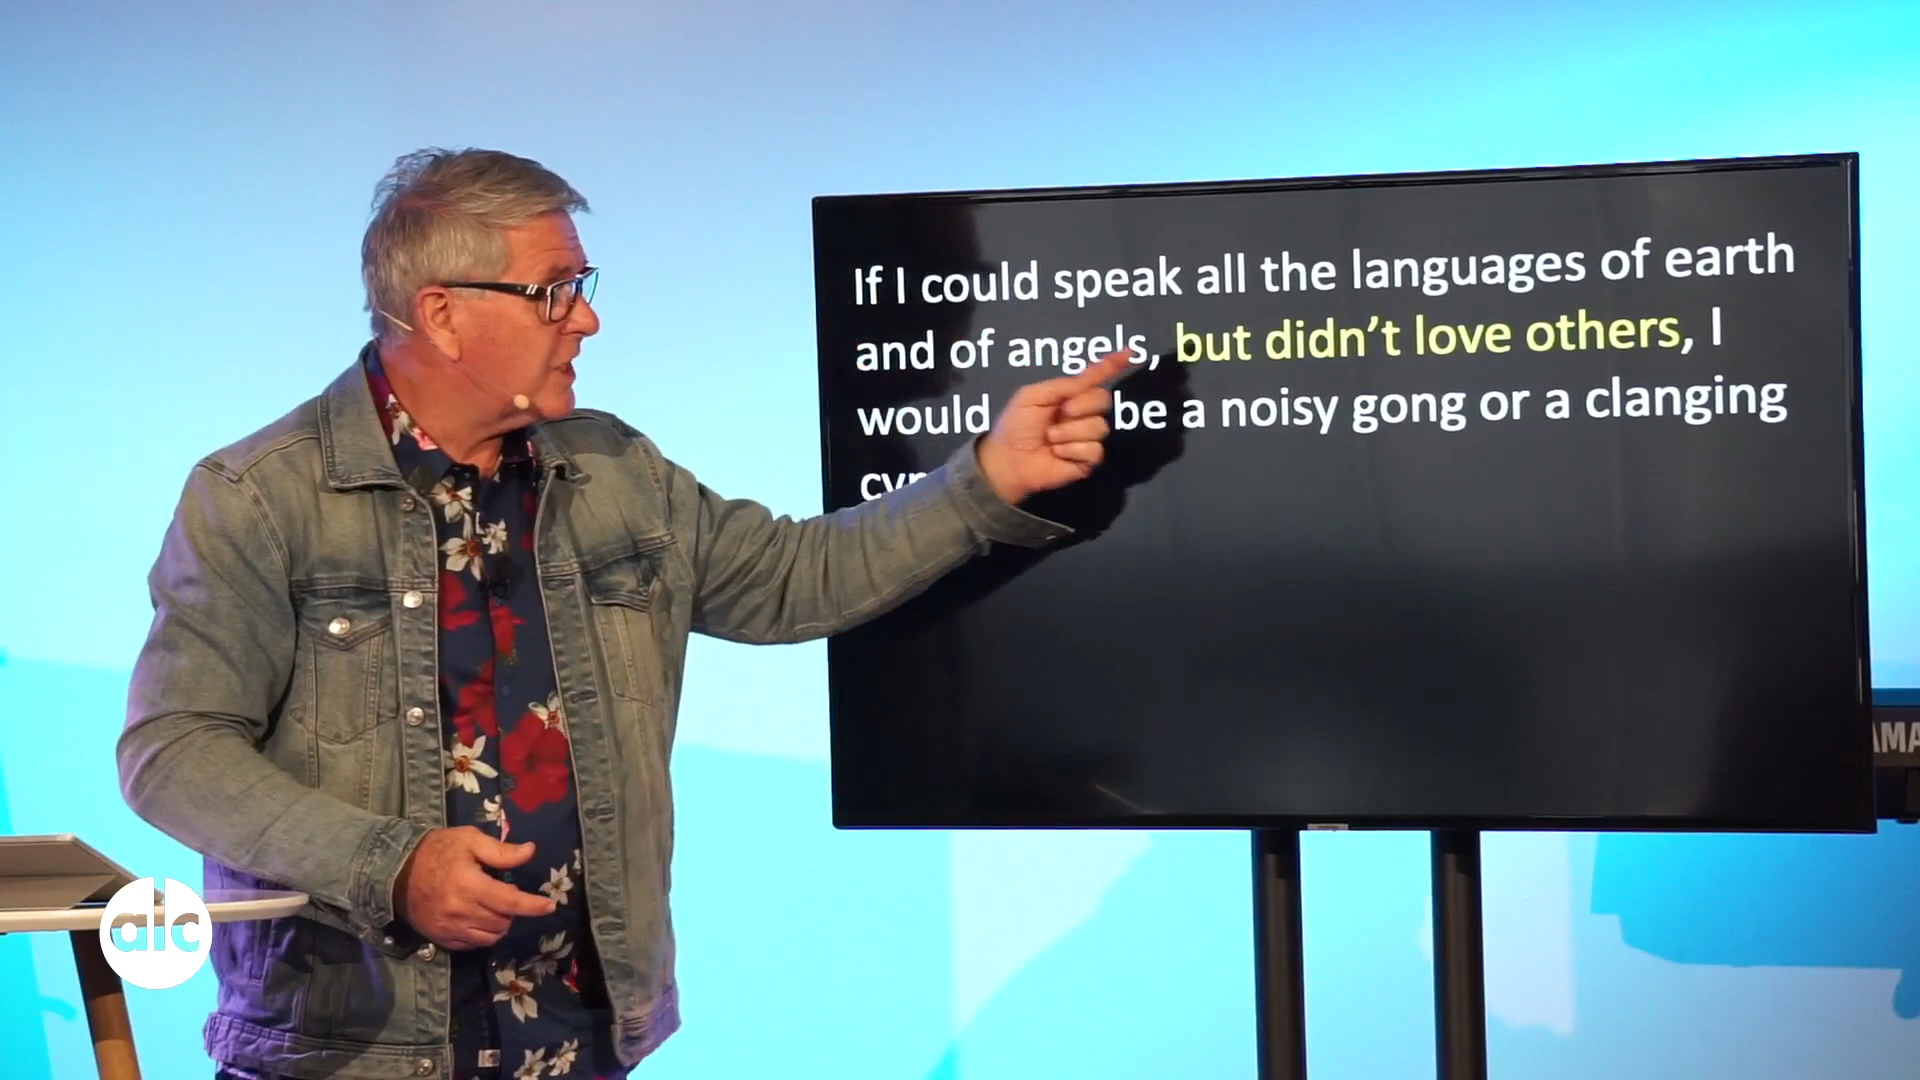 If I could speak all the languages of earth
and of angels, but didn't love others, I
would be a noisy gong or a clanging
alc